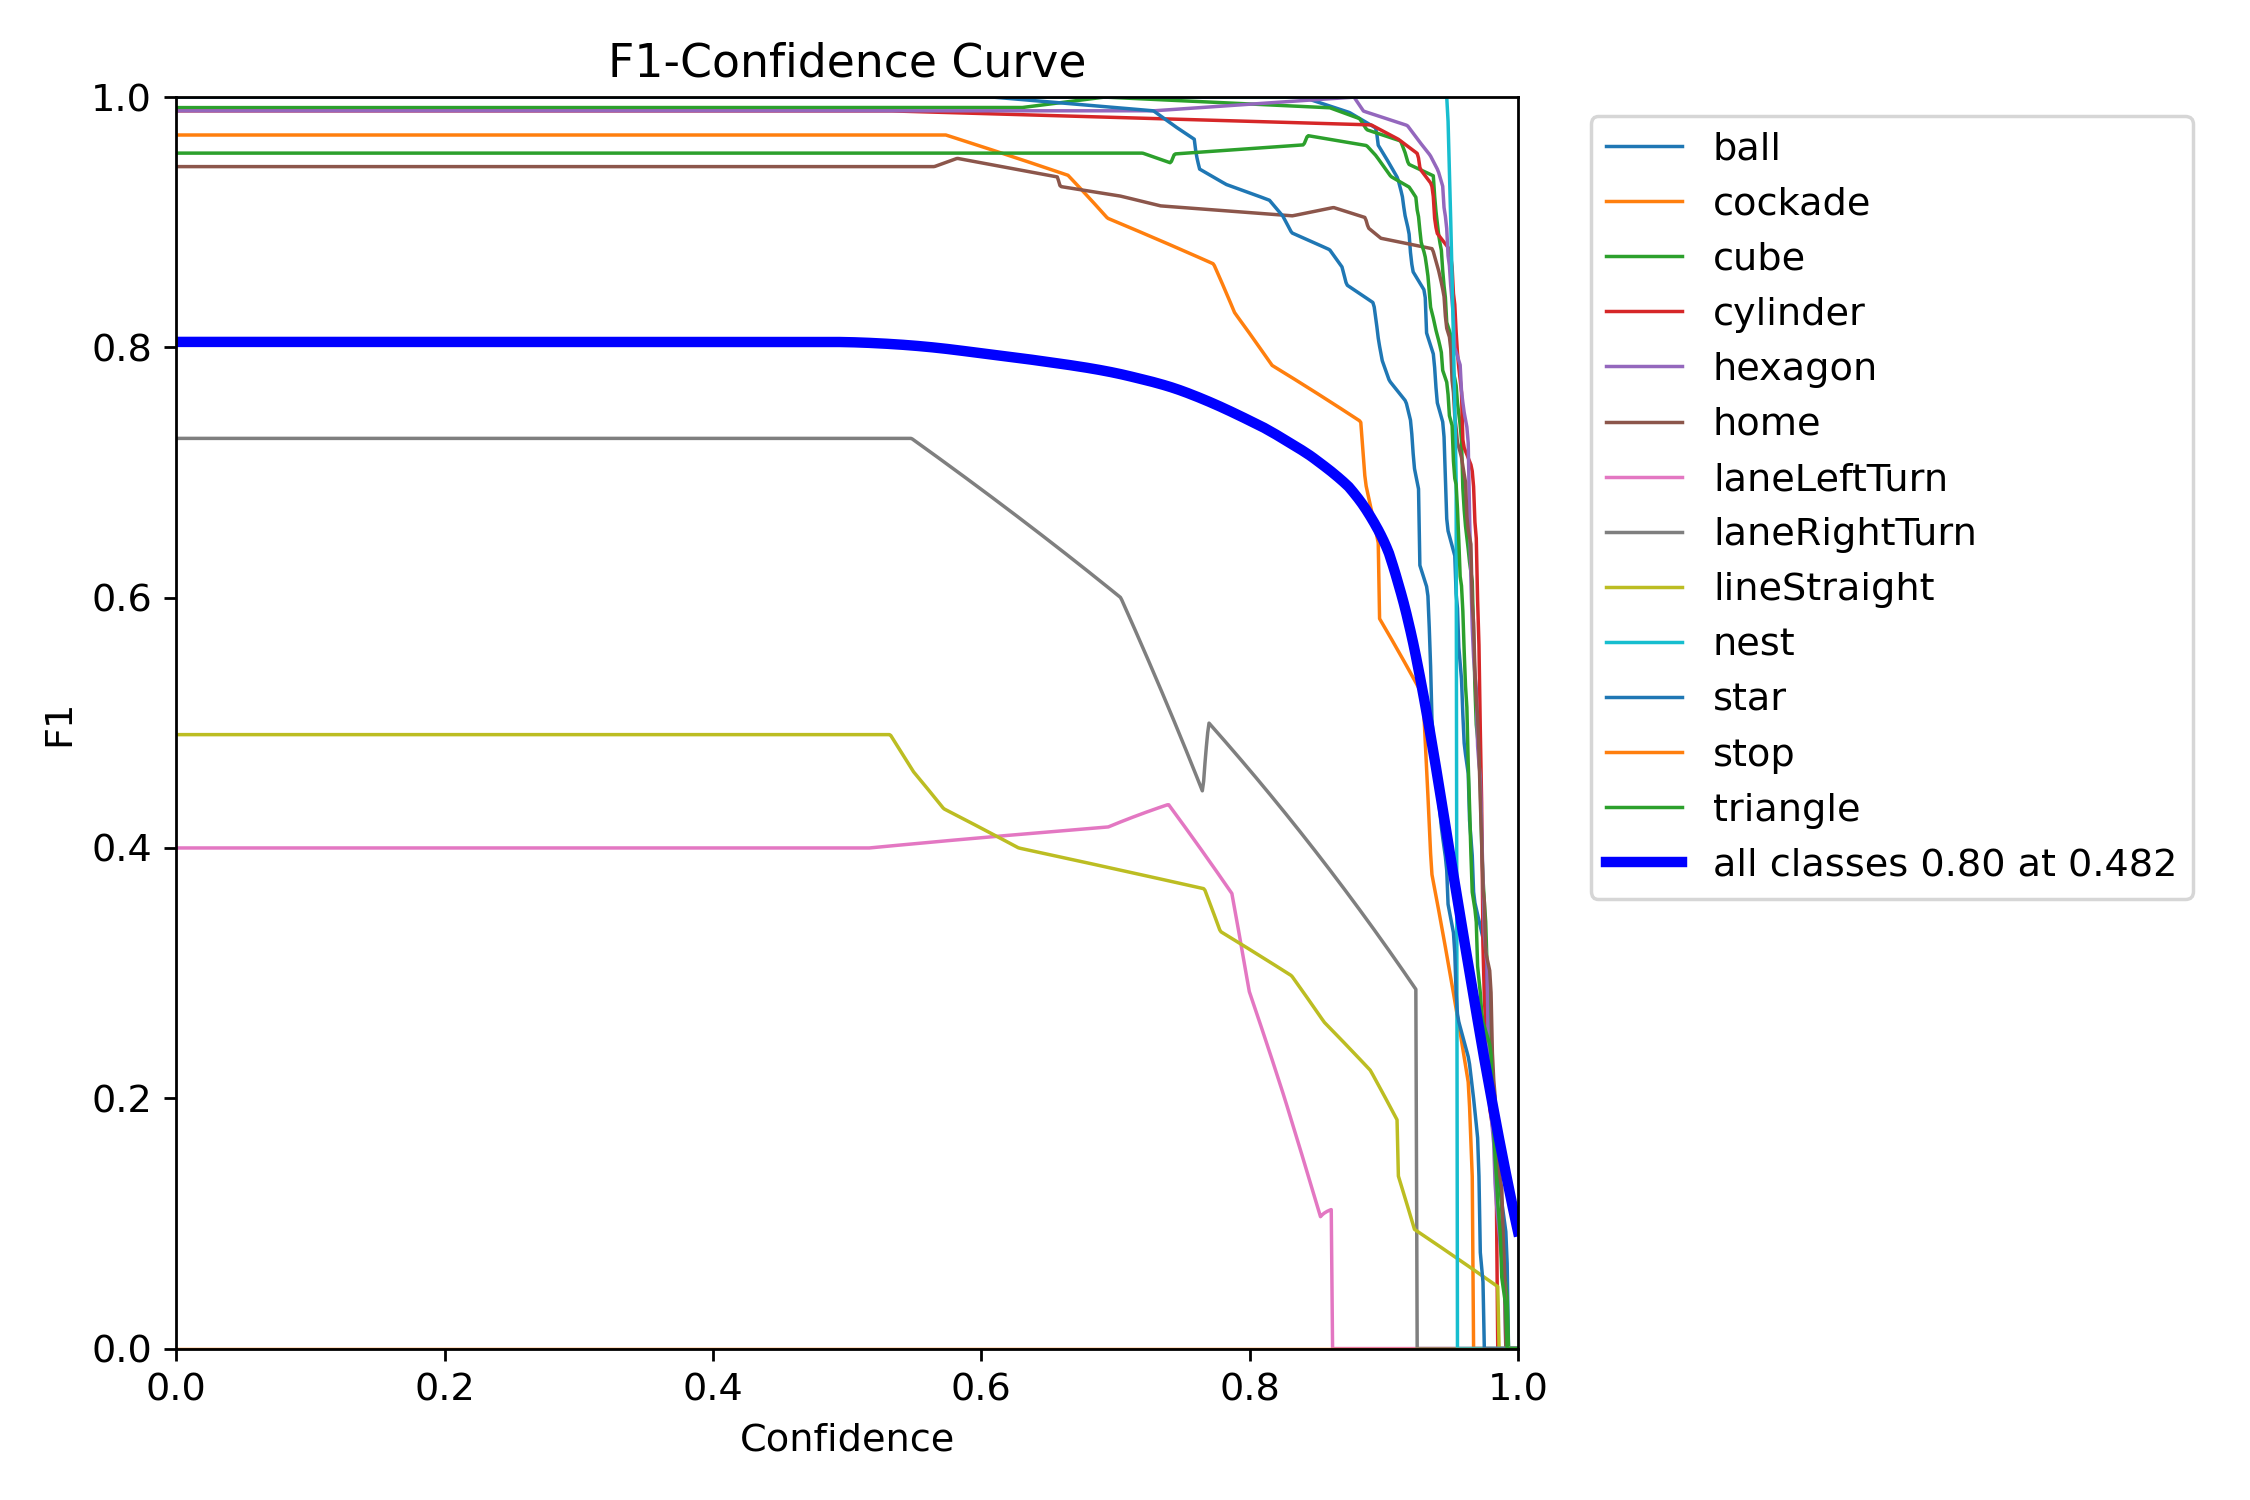 F1-Confidence Curve
1.0
0.8
0.6
0.4
0.2
0.0
F1
0.0 0.2 0.4 0.6 0.8 1.0
Confidence
ball
cockade
cube
cylinder
hexagon
home
laneLeftTurn
laneRightTurn
lineStraight
nest
star
stop
triangle
all classes 0.80 at 0.482